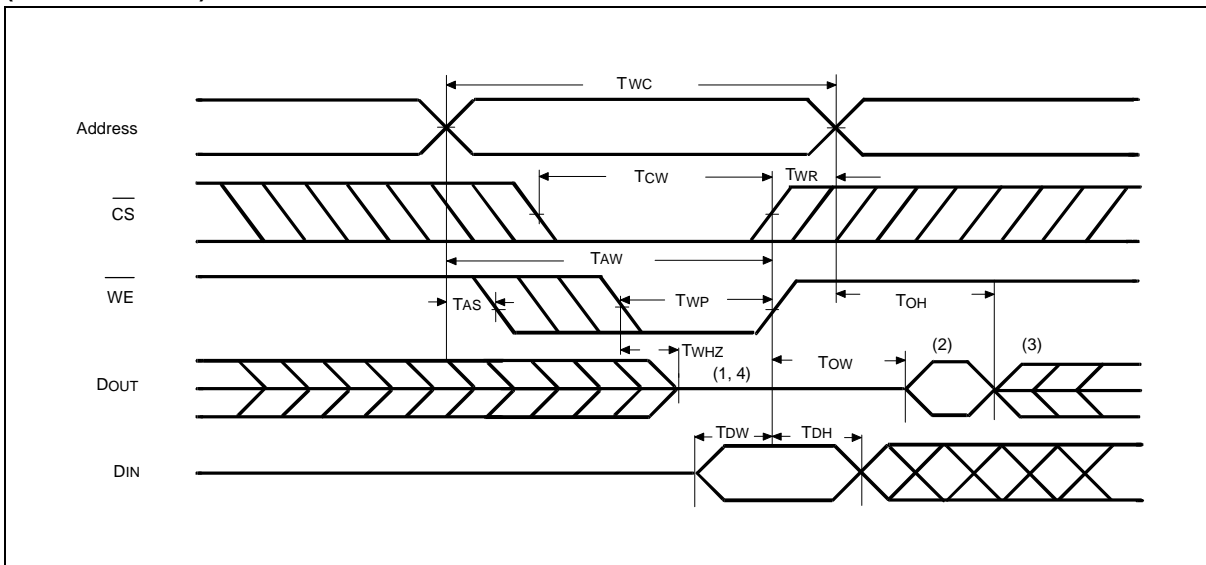 TWC
Address
TCW
TWR
CS
TAW
WE
TAS
TWP
TOH
TWHZ
(1, 4)
TOW
(2)
(3)
DOUT
TDW
TDH
DIN